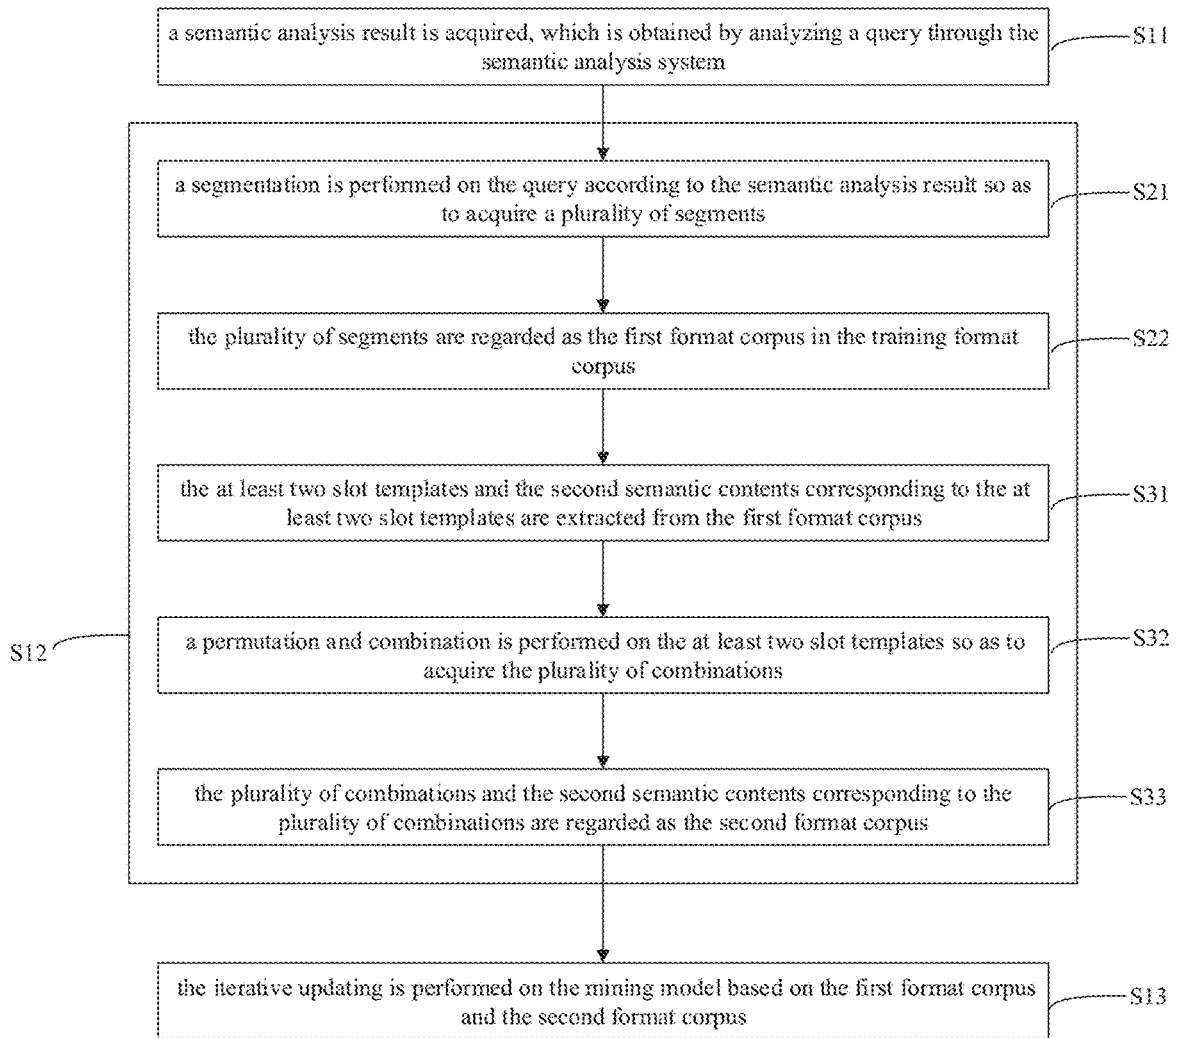 a semantic analysis result is acquired, which is obtained by analyzing a query through the
semantic analysis system
S11
a segmentation is performed on the query according to the semantic analysis result so as
to acquire a plurality of segments
S21
the plurality of segments are regarded as the first format corpus in the training format
corpus
S22
the at least two slot templates and the second semantic contents corresponding to the at
least two slot templates are extracted from the first format corpus
S31
S12
a permutation and combination is performed on the at least two slot templates so as to
acquire the plurality of combinations
S32
the plurality of combinations and the second semantic contents corresponding to the
plurality of combinations are regarded as the second format corpus
S33
the iterative updating is performed on the mining model based on the first format corpus
and the second format corpus
S13